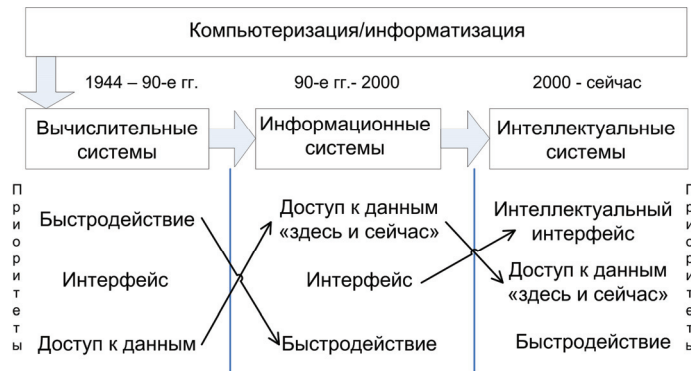 Компьютеризация/информатизация
1944 – 90-е гг.
90-е гг.- 2000
2000 - сейчас
Вычислительные
системы
Информационные
системы
Интеллектуальные
системы
Приоритеты
Быстродействие
Интерфейс
Доступ к данным
Доступ к данным
«здесь и сейчас»
Интерфейс
Быстродействие
Интеллектуальный
интерфейс
Доступ к данным
«здесь и сейчас»
Быстродействие
Приоритеты